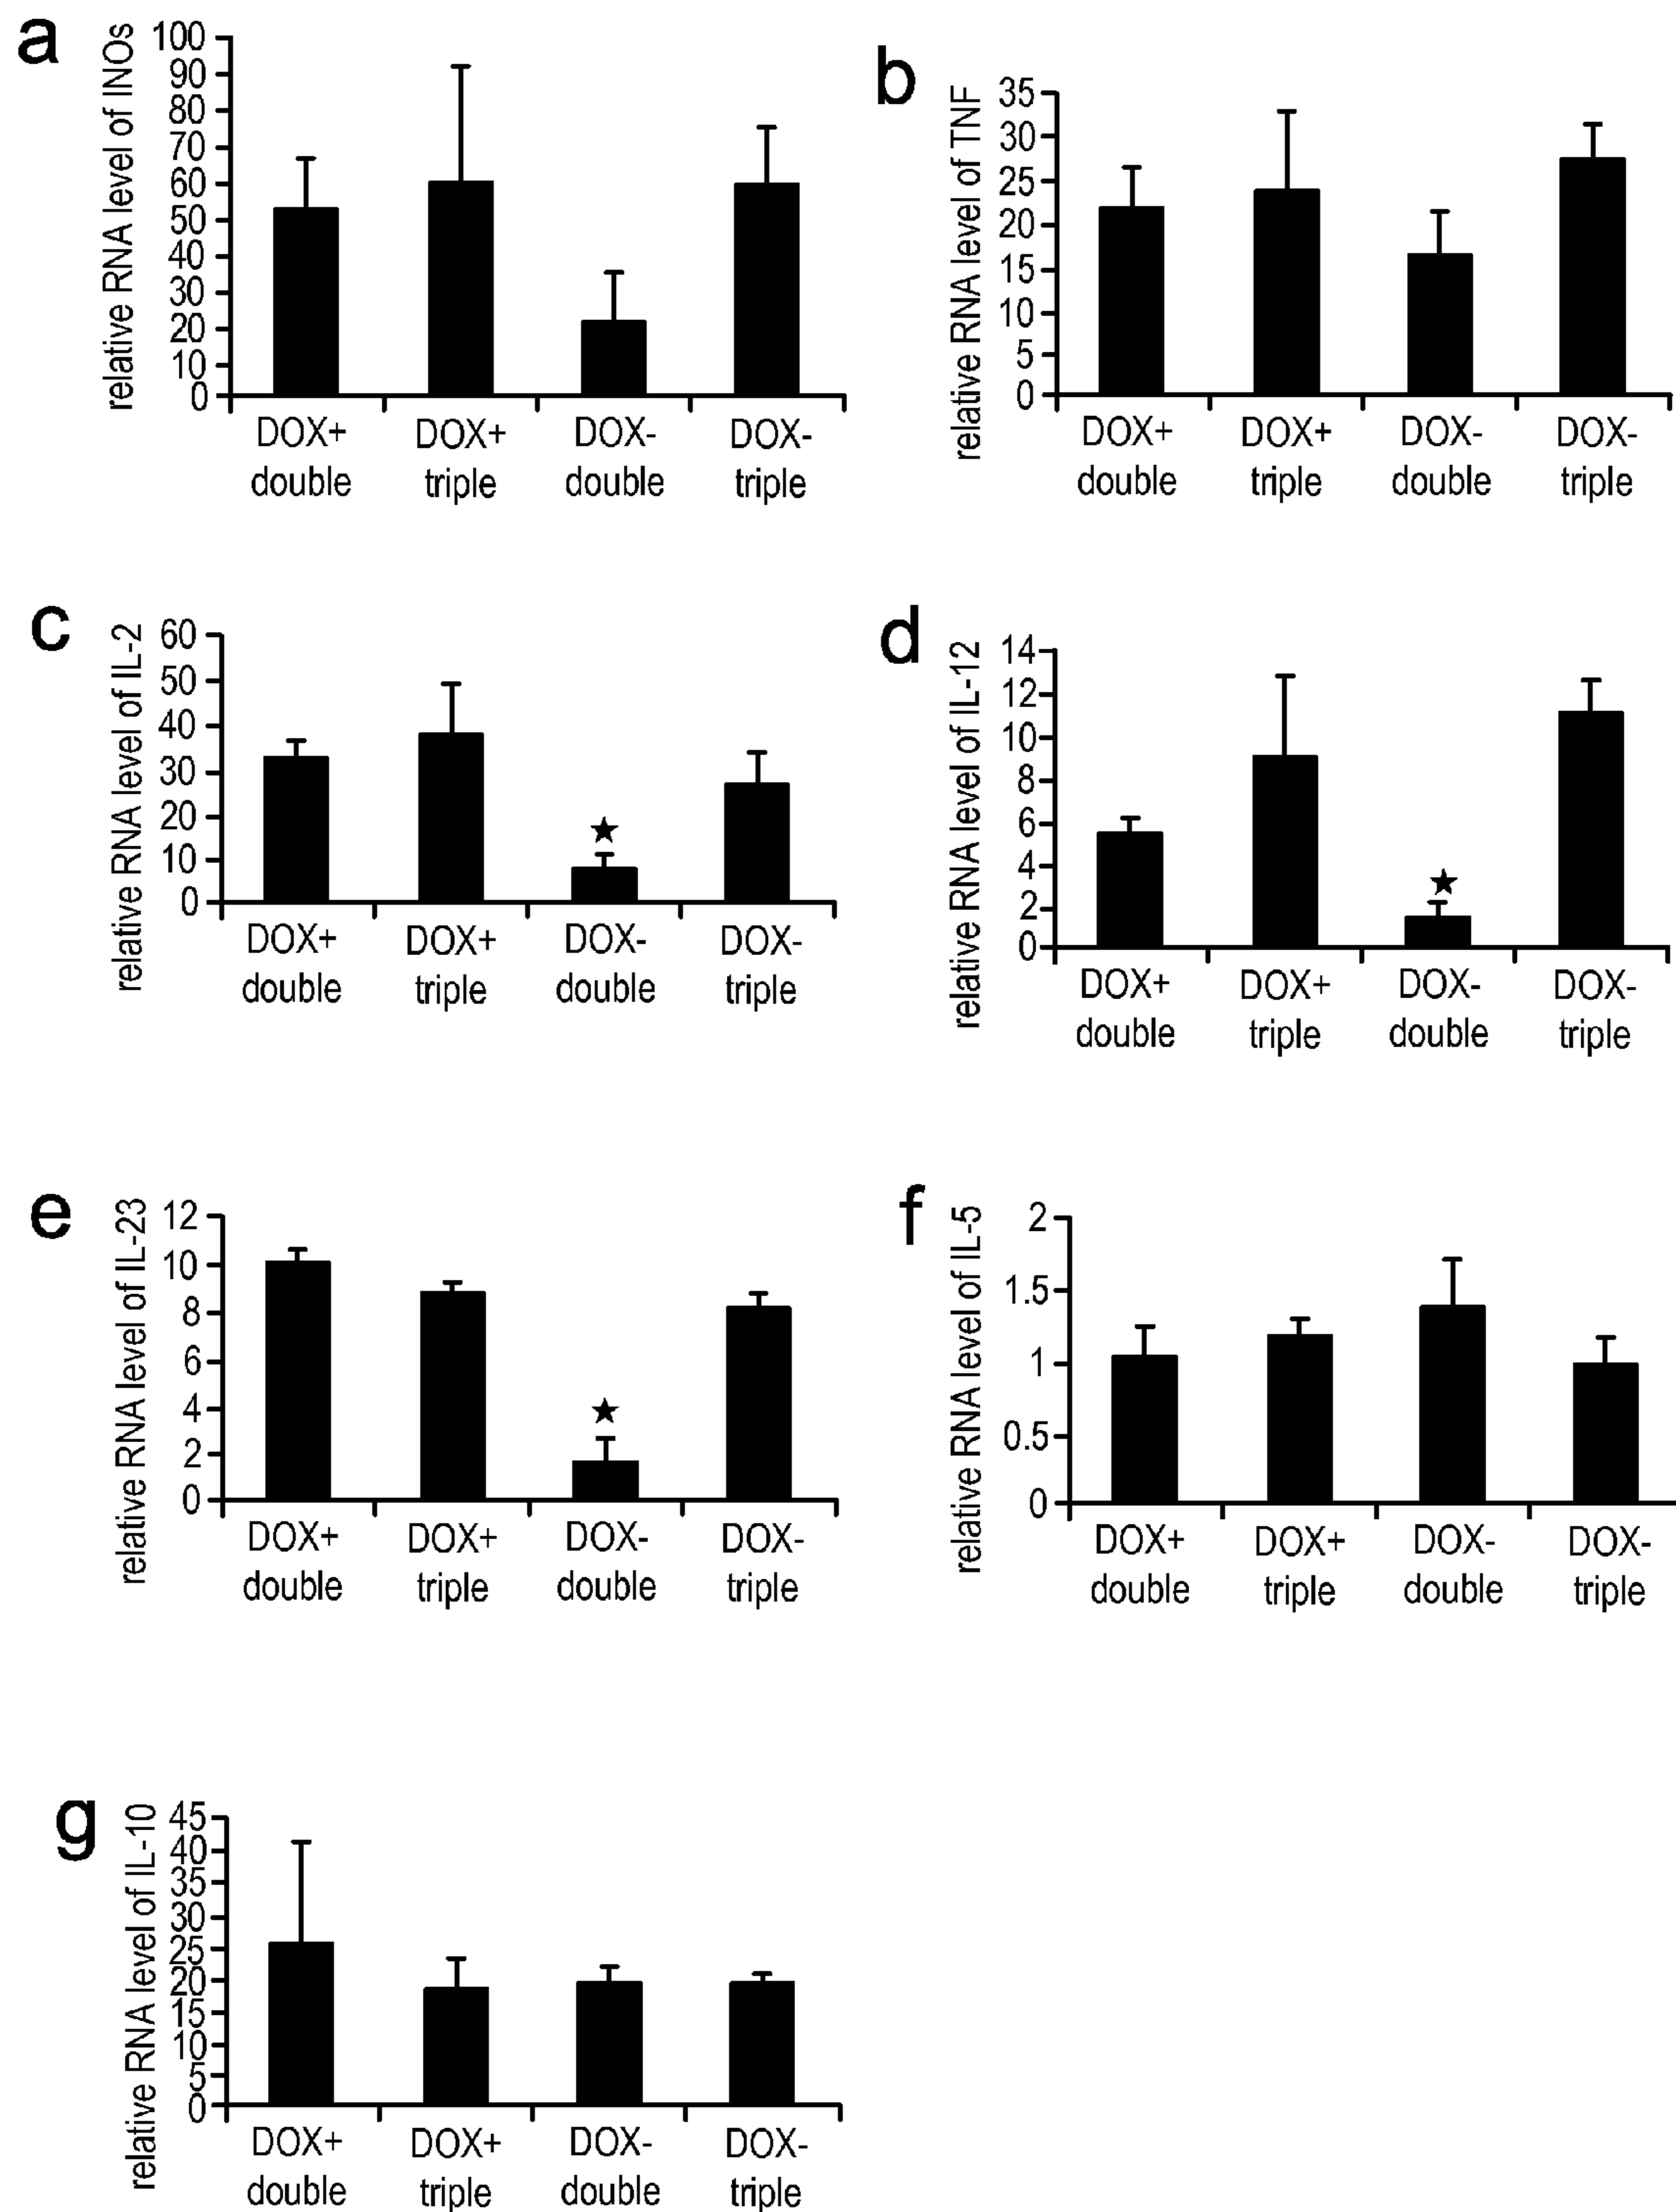 a
relative RNA level of INOs
100
90
80
70
60
50
40
30
20
10
0
DOX+ DOX+ DOX- DOX-
double triple double triple
b
relative RNA level of TNF
35
30
25
20
15
10
5
0
DOX+ DOX+ DOX- DOX-
double triple double triple
c
relative RNA level of IL-2
60
50
40
30
20
10
0
DOX+ DOX+ DOX- DOX-
double triple double triple
d
relative RNA level of IL-12
14
12
10
8
6
4
2
0
DOX+ DOX+ DOX- DOX-
double triple double triple
e
relative RNA level of IL-23
12
10
8
6
4
2
0
DOX+ DOX+ DOX- DOX-
double triple double triple
f
relative RNA level of IL-5
2
1.5
1
0.5
0
DOX+ DOX+ DOX- DOX-
double triple double triple
g
relative RNA level of IL-10
45
40
35
30
25
20
15
10
5
0
DOX+ DOX+ DOX- DOX-
double triple double triple